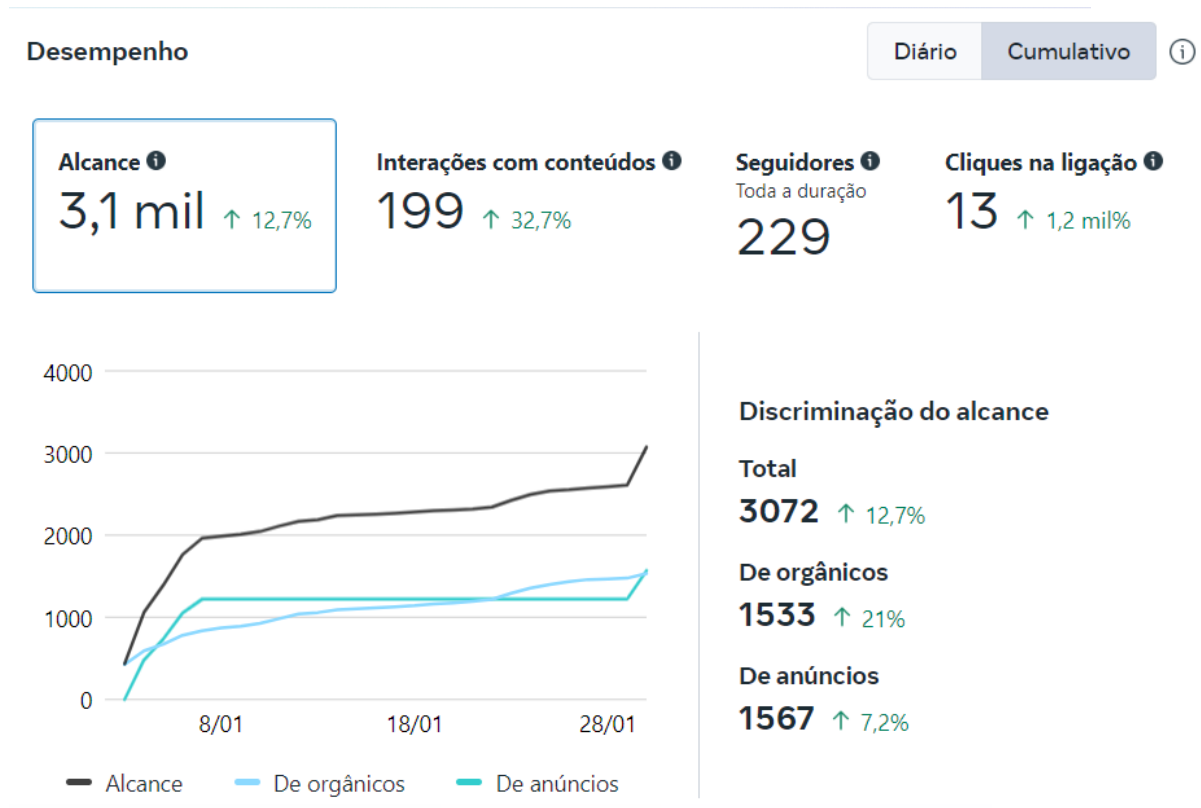 Desempenho
Diário
Cumulativo
Alcance
3,1 mil ↑ 12,7%
Interações com conteúdos
199 ↑ 32,7%
Seguidores
Toda a duração
229
Cliques na ligação
13 ↑ 1,2 mil%
4000
3000
2000
1000
0
8/01
18/01
28/01
Alcance
De orgânicos
De anúncios
Discriminação do alcance
Total
3072 ↑ 12,7%
De orgânicos
1533 ↑ 21%
De anúncios
1567 ↑ 7,2%